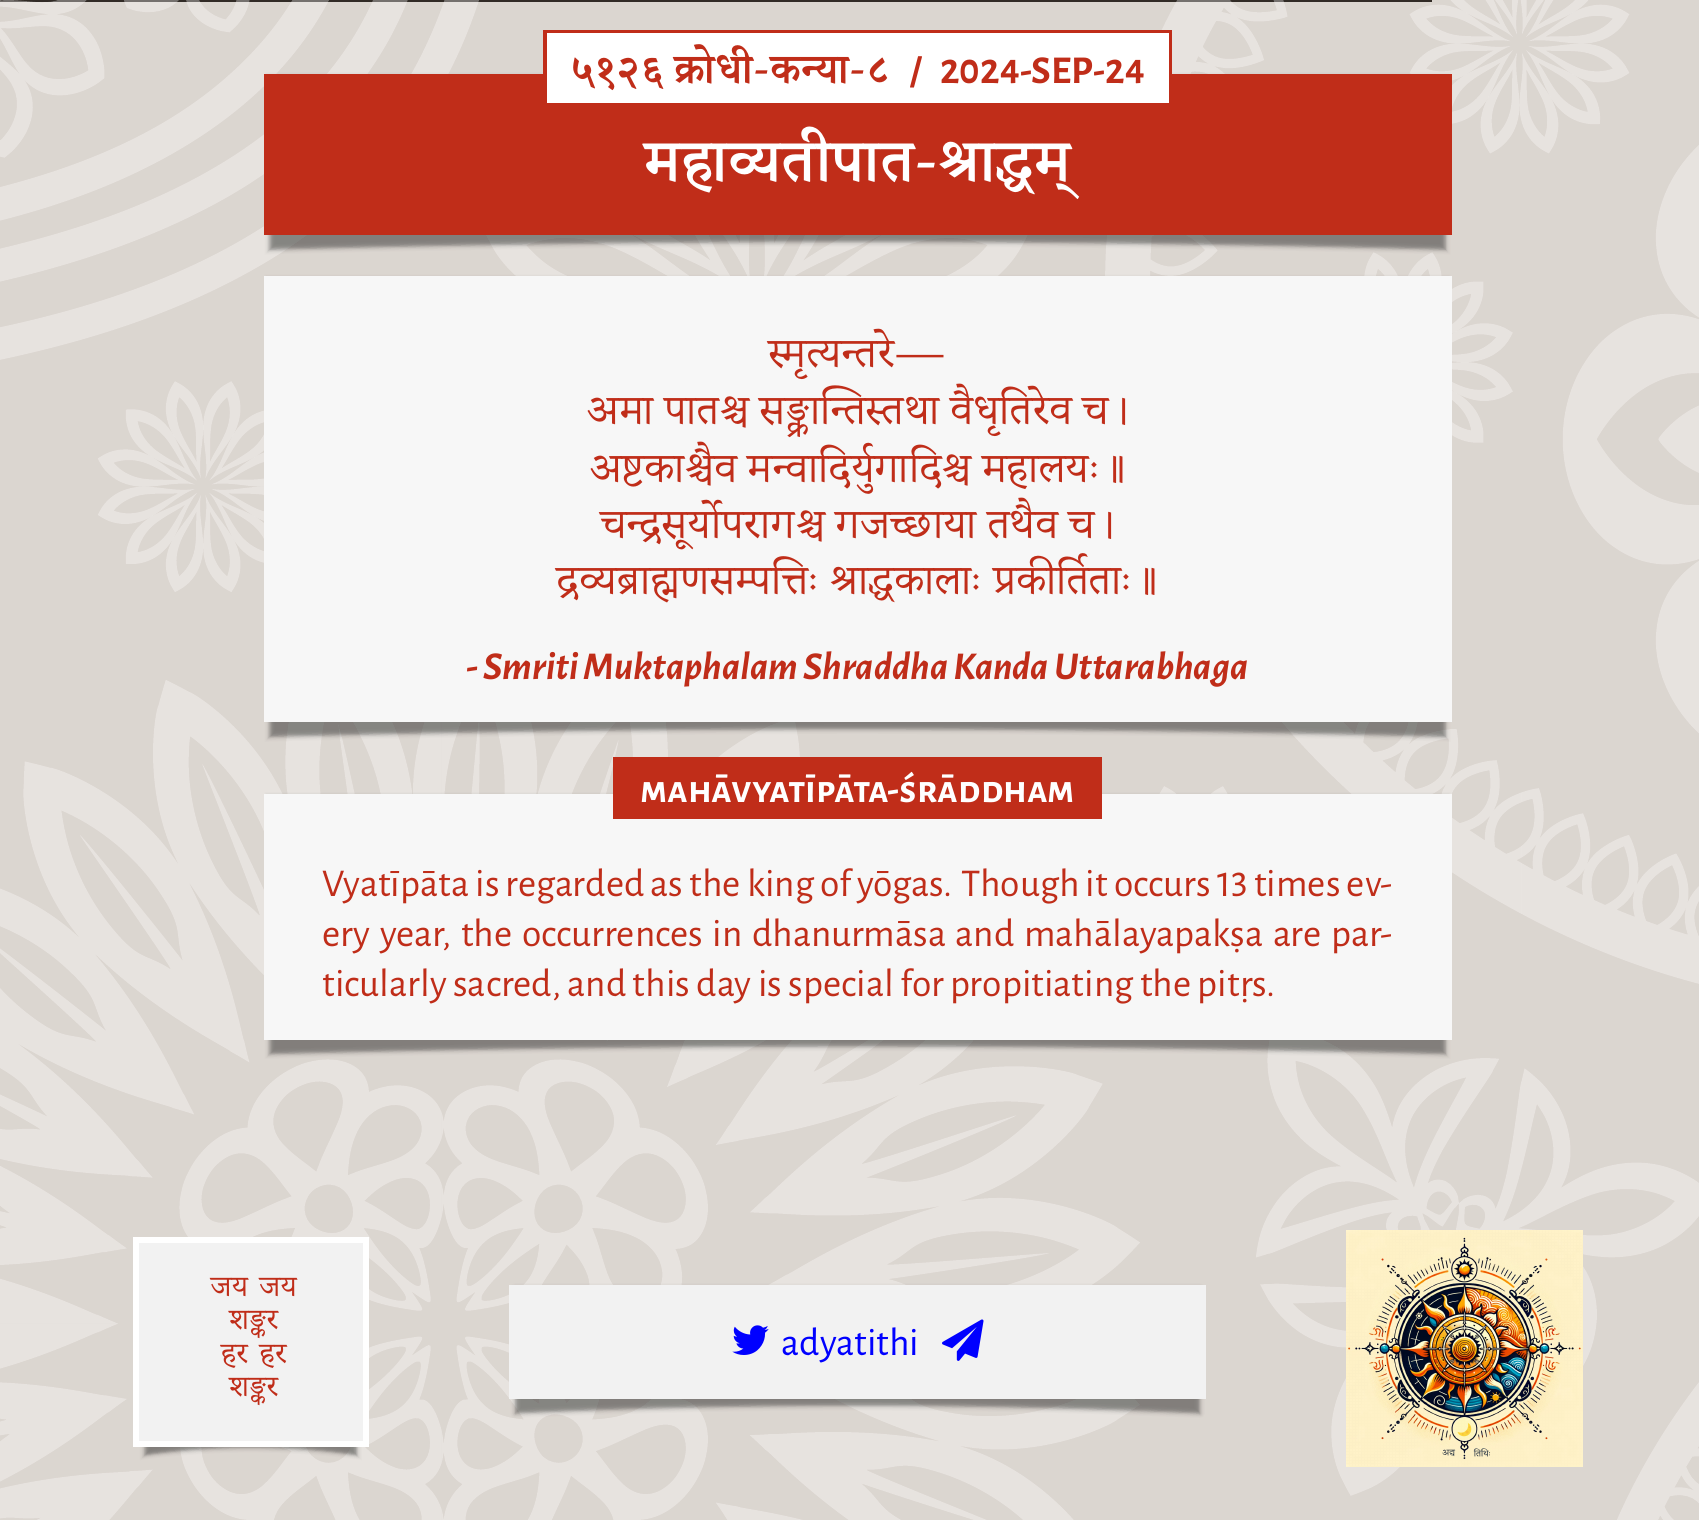 ५१२६ क्रोधी-कन्या-८ / 2024-SEP-24
महाव्यतीपात-श्राद्धम्
स्मृत्यन्तरे—
अमा पातश्च सङ्क्रान्तिस्तथा वैधृतिरेव च।
अष्टकाश्चैव मन्वादिर्युगादिश्च महालयः॥
चन्द्रसूर्योपरागश्च गजच्छाया तथैव च।
द्रव्यब्राह्मणसम्पत्तिः श्राद्धकालाः प्रकीर्तिताः॥
- Smriti Muktaphalam Shraddha Kanda Uttarabhaga
MAHĀVYATĪPĀTA-ŚRĀDDHAM
Vyatīpāta is regarded as the king of yōgas. Though it occurs 13 times ev-
ery year, the occurrences in dhanurmāsa and mahālayapakṣa are par-
ticularly sacred, and this day is special for propitiating the pitṛs.
जय जय
शङ्कर
हर हर
शङ्कर
adyatithi
अद्य तिथिः